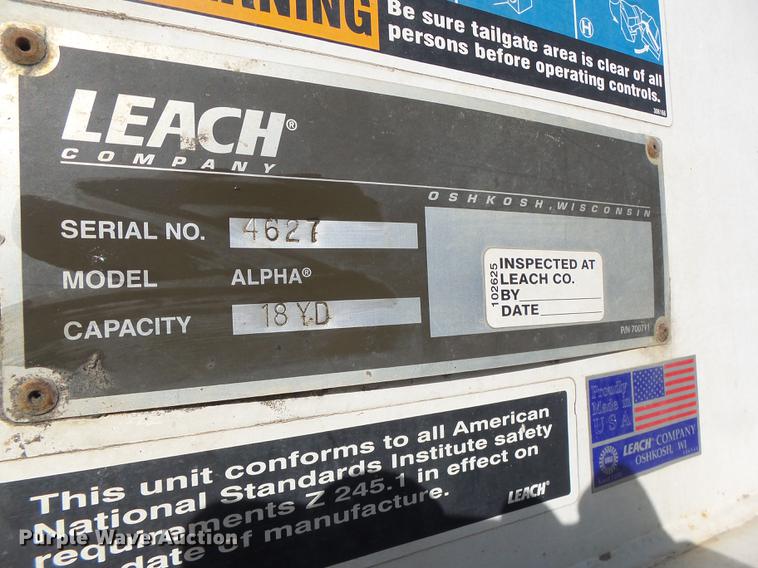 WARNING
Be sure tailgate area is clear of all
persons before operating controls.
H
LEACH®
COMPANY
OSHKOSH, WISCONSIN
SERIAL NO. 4627
MODEL ALPHA®
CAPACITY 18 YD
102625
INSPECTED AT
LEACH CO.
BY
DATE
P/N 700711
Proudly
Made in
USA
LEACH® COMPANY
OSHKOSH, WI
This unit conforms to all American
National Standards Institute safety
requirements Z 245.1 in effect on
date of manufacture.
LEACH®
Purple Wave Auction